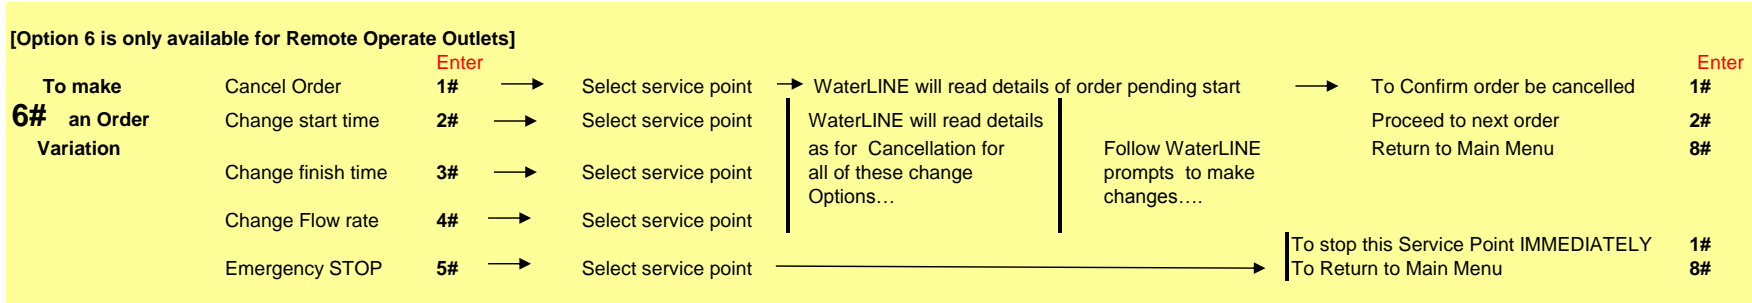 [Option 6 is only available for Remote Operate Outlets]
Enter Enter
To make Cancel Order 1# Select service point WaterLINE will read details of order pending start To Confirm order be cancelled 1#
6# an Order Change start time 2# Select service point WaterLINE will read details Proceed to next order 2#
Variation as for Cancellation for Follow WaterLINE Return to Main Menu 8#
Change finish time 3# Select service point all of these change prompts to make
Options… changes….
Change Flow rate 4# Select service point
To stop this Service Point IMMEDIATELY 1#
Emergency STOP 5# Select service point To Return to Main Menu 8#